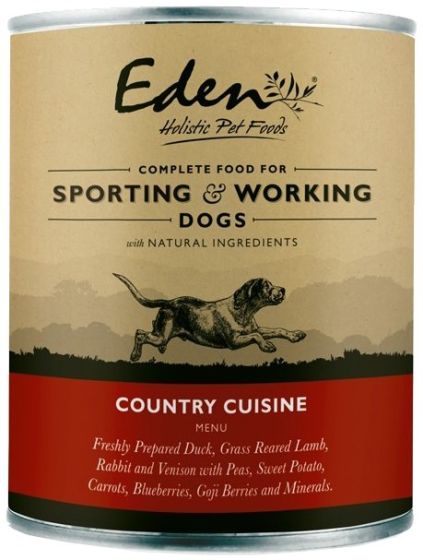 Eden®
Holistic Pet Foods
COMPLETE FOOD FOR
SPORTING & WORKING
DOGS
with NATURAL INGREDIENTS
COUNTRY CUISINE
MENU
Freshly Prepared Duck, Grass Reared Lamb,
Rabbit and Venison with Peas, Sweet Potato,
Carrots, Blueberries, Goji Berries and Minerals.